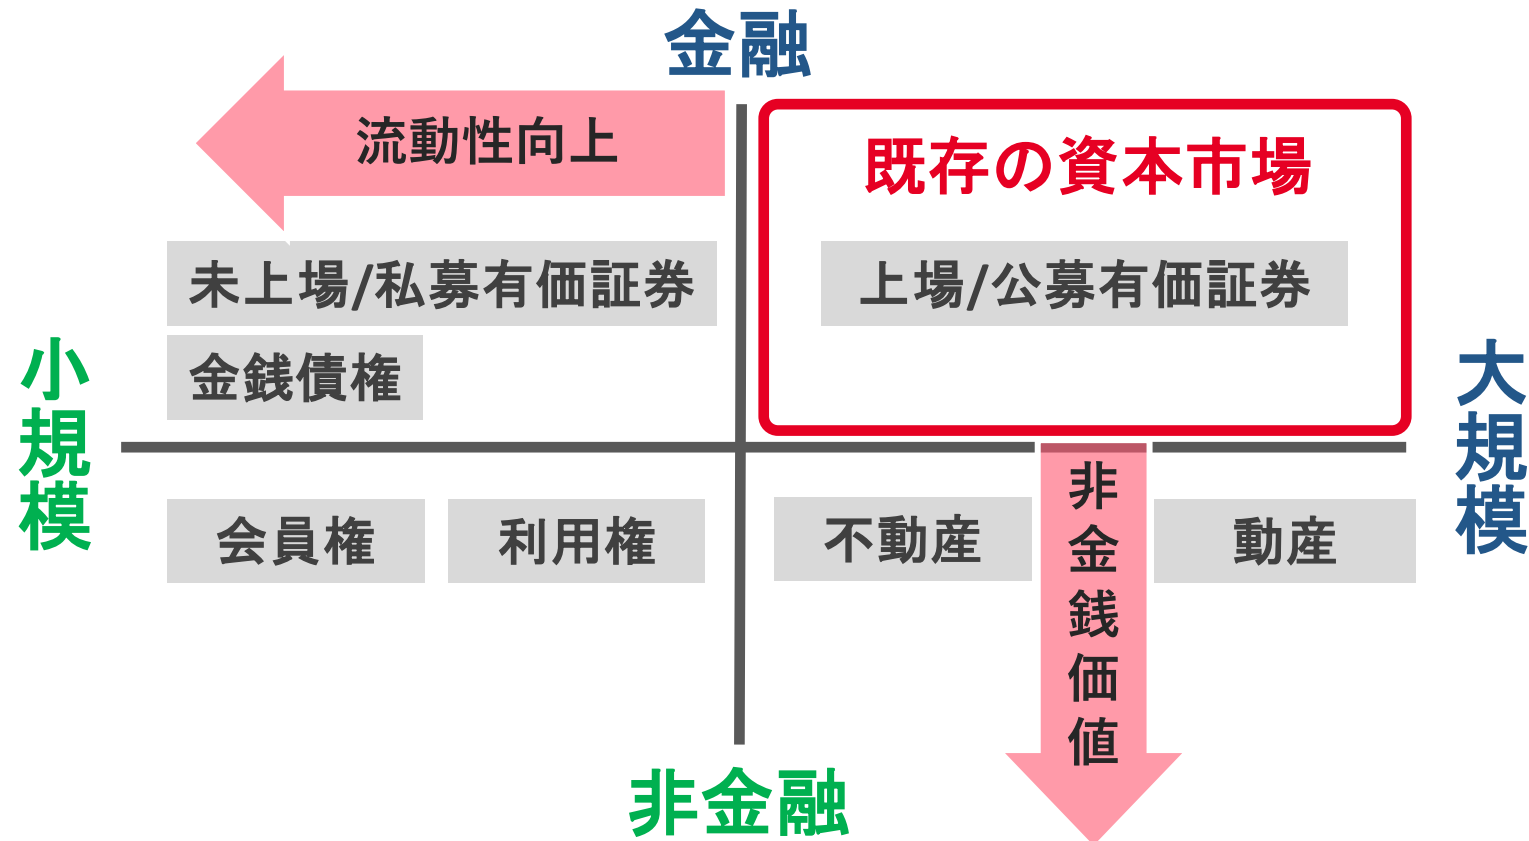 金融
流動性向上
既存の資本市場
未上場/私募有価証券
上場/公募有価証券
金銭債権
小規模
大規模
会員権
利用権
不動産
非金銭価値
動産
非金融